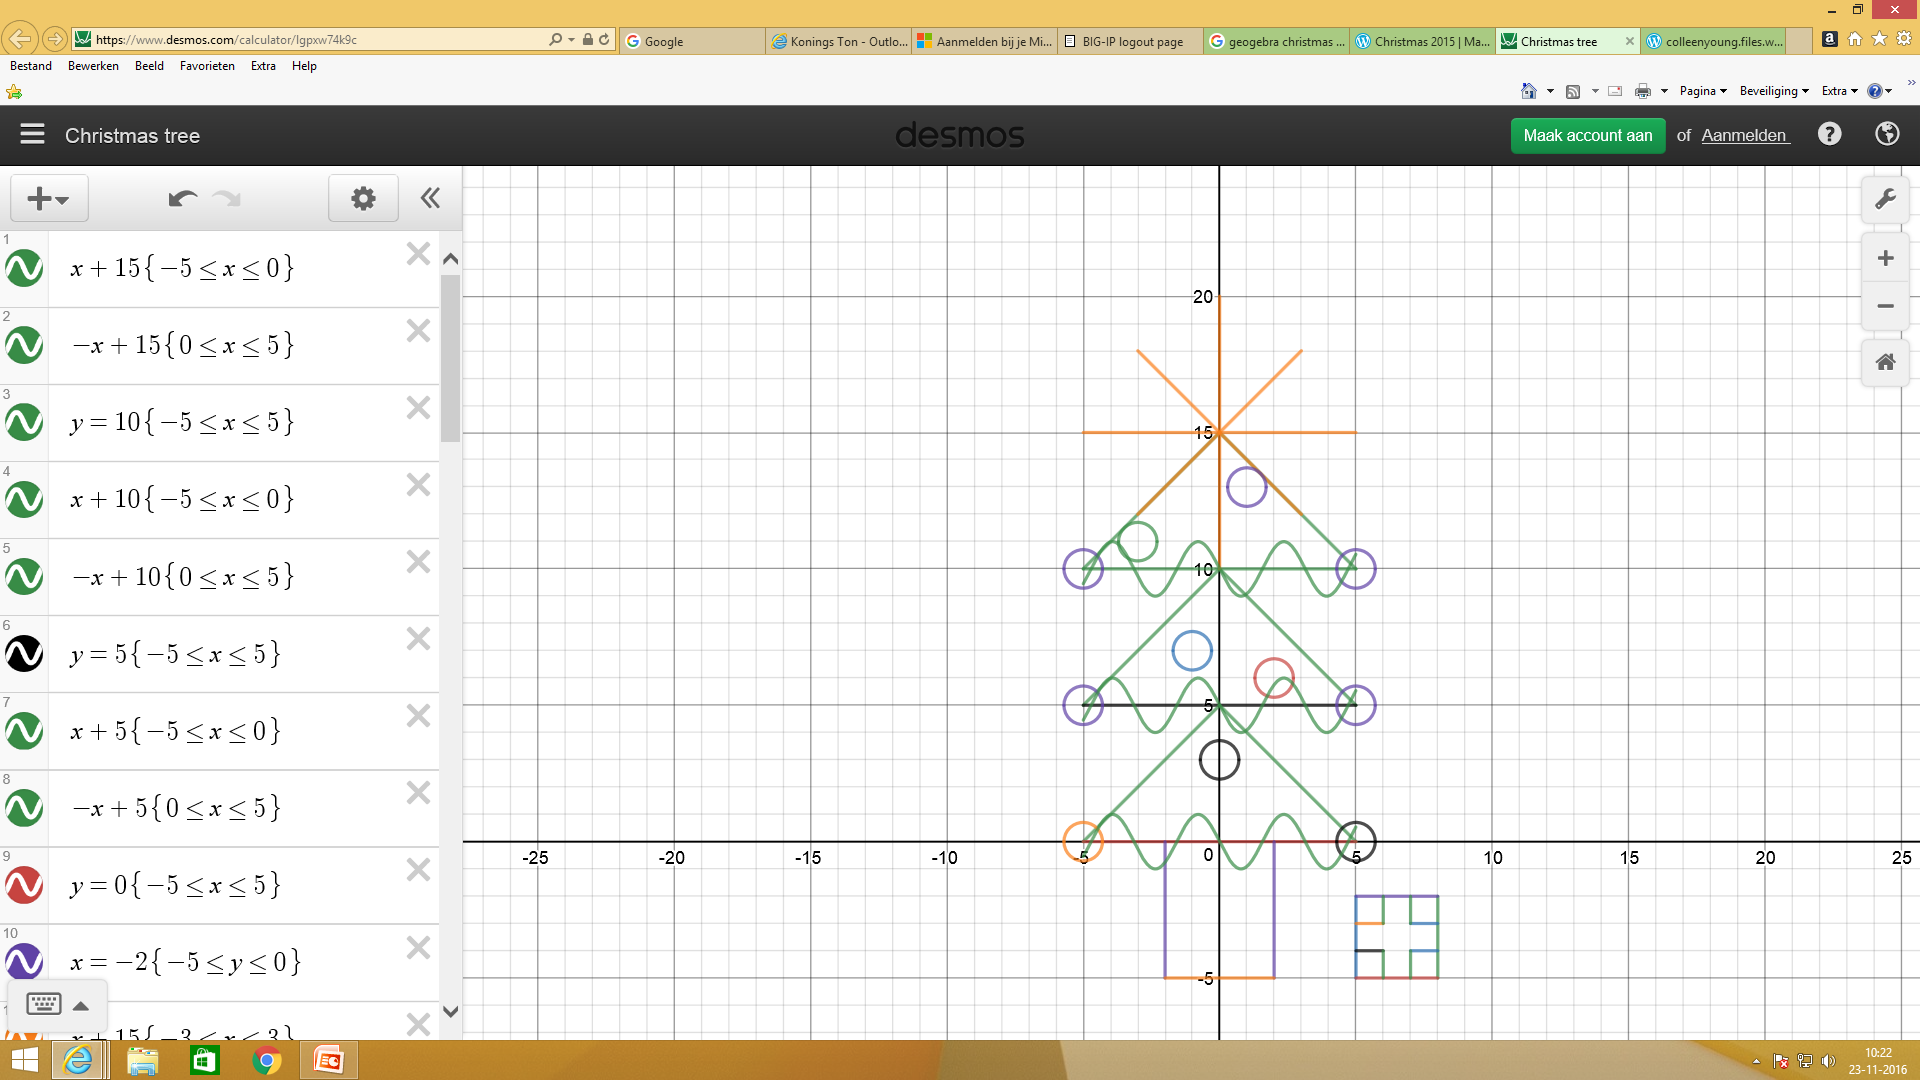 https://www.desmos.com/calculator/lgpxw74k9c
Google
Konings Ton - Outlo...
Aanmelden bij je Mi...
BIG-IP logout page
geogebra christmas ...
Christmas 2015 | Ma...
Christmas tree
colleenyoung.files.w...
Bestand Bewerken Beeld Favorieten Extra Help
Pagina Beveiliging Extra
Christmas tree
desmos
Maak account aan of Aanmelden
1
x + 15{−5 ≤ x ≤ 0}
2
−x + 15{0 ≤ x ≤ 5}
3
y = 10{−5 ≤ x ≤ 5}
4
x + 10{−5 ≤ x ≤ 0}
5
−x + 10{0 ≤ x ≤ 5}
6
y = 5{−5 ≤ x ≤ 5}
7
x + 5{−5 ≤ x ≤ 0}
8
−x + 5{0 ≤ x ≤ 5}
9
y = 0{−5 ≤ x ≤ 5}
10
x = −2{−5 ≤ y ≤ 0}
x + 15{−3 ≤ x ≤ 3}
20
15
10
5
-25 -20 -15 -10 -5 0 5 10 15 20 25
-5
10:22
23-11-2016